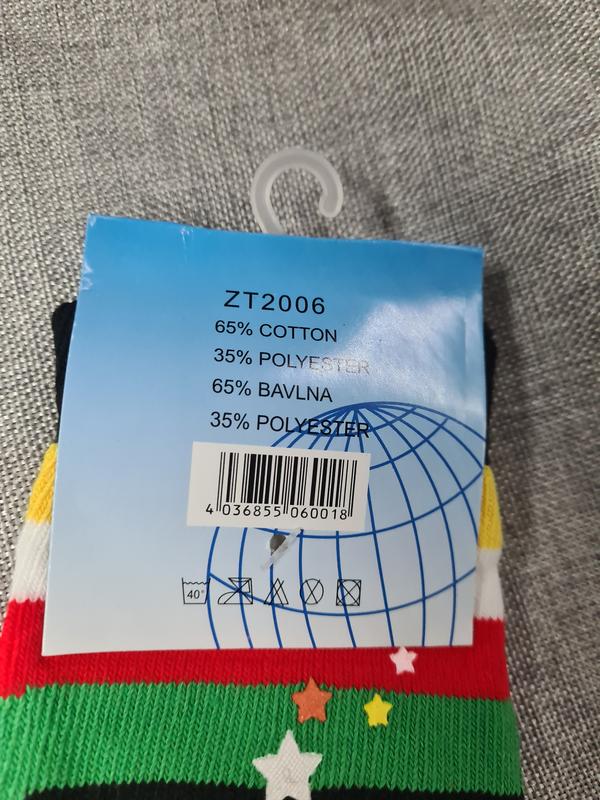 ZT2006
65% COTTON
35% POLYESTER
65% BAVLNA
35% POLYESTER
4 036855 060018
40°